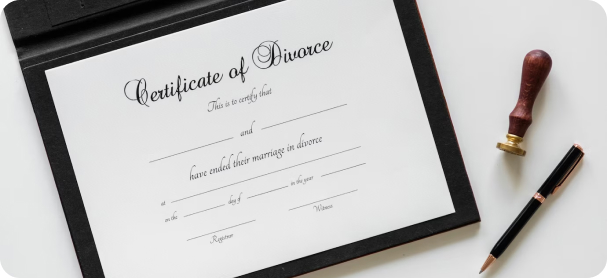 Certificate of Divorce
This is to certify that
and
have ended their marriage in divorce
at
on the day of in the year
Registrar Witness